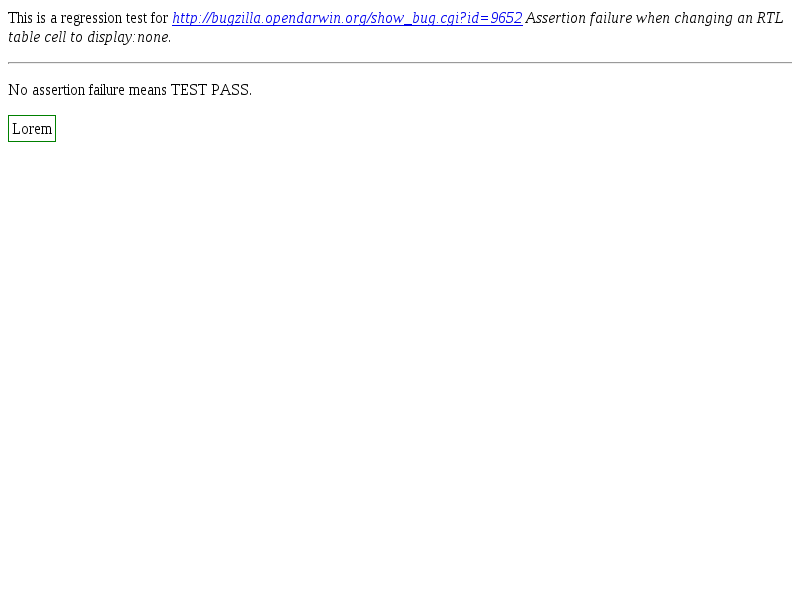 This is a regression test for http://bugzilla.opendarwin.org/show_bug.cgi?id=9652 Assertion failure when changing an RTL
table cell to display:none.
No assertion failure means TEST PASS.
Lorem